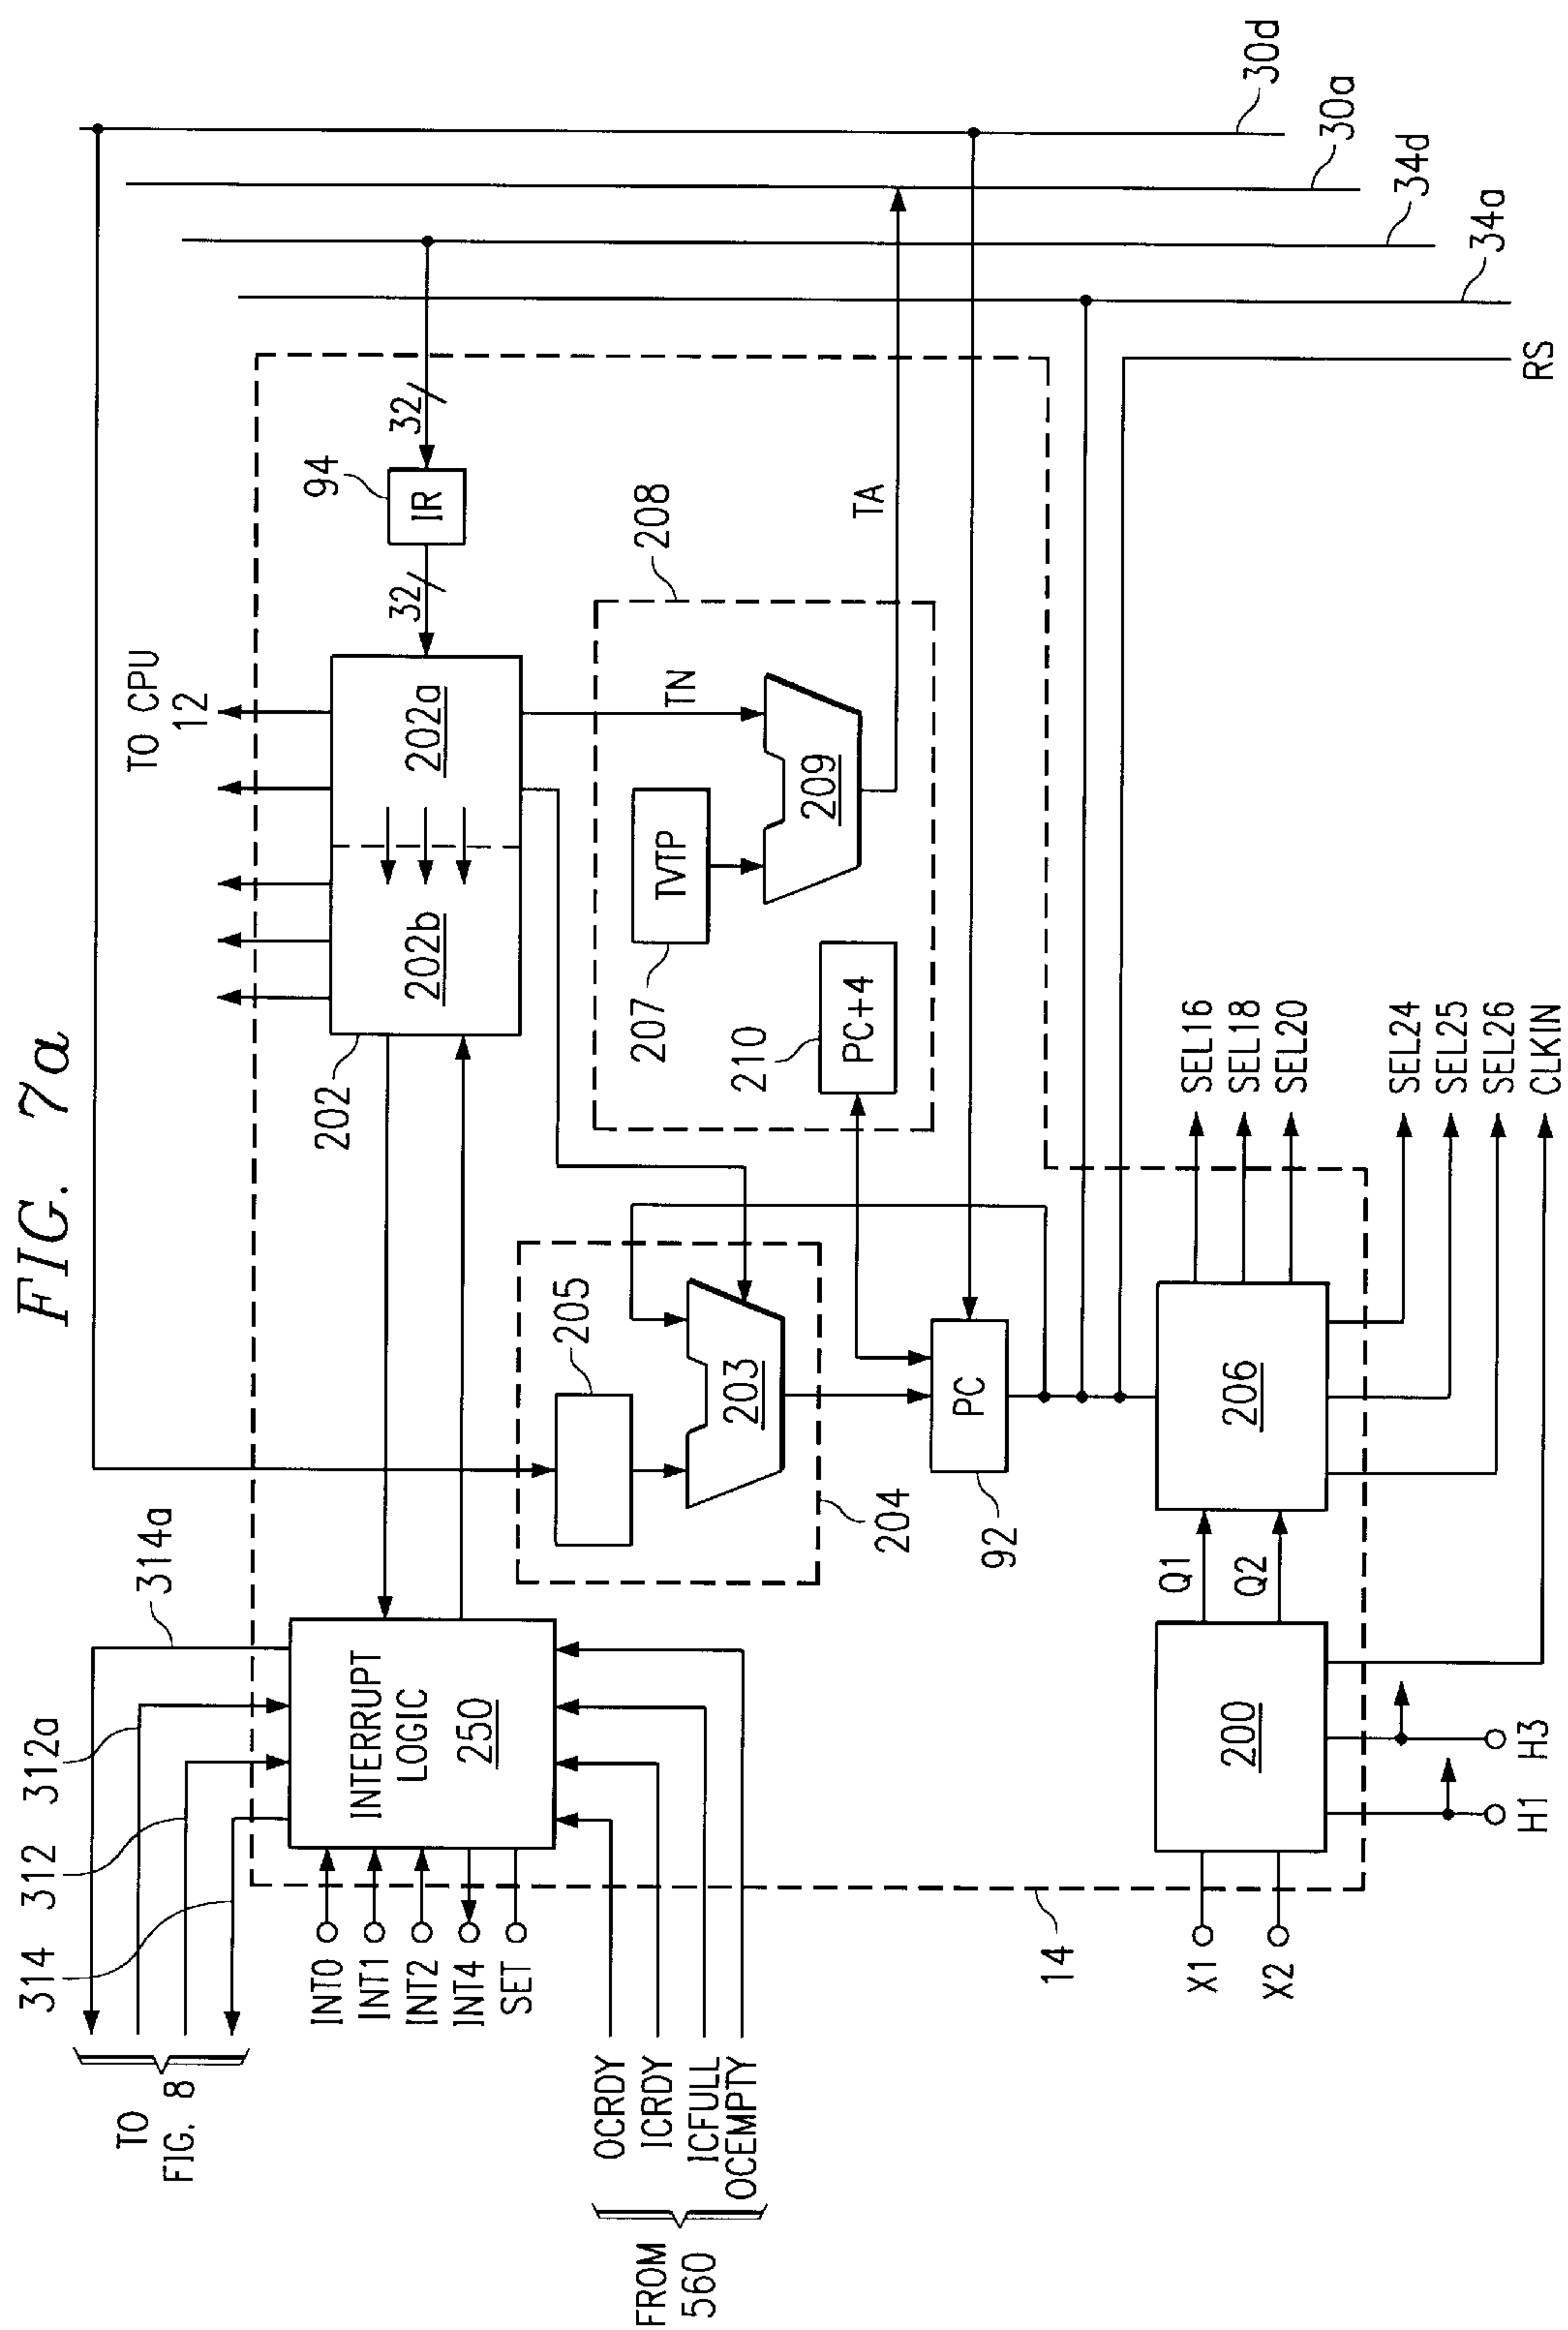 FIG. 7a
314a
312a
312
314
TO
FIG. 8
INT0
INT1
INT2
INT4
SET
INTERRUPT
LOGIC
250
OCRDY
ICRDY
ICFULL
OCEMPTY
FROM
560
TO CPU
12
202
202b
202a
32
IR
94
32
205
203
204
207
TVTP
TN
209
208
210
PC+4
TA
PC
92
30d
30a
34d
34a
RS
14
X1
X2
200
Q1
Q2
206
H1
H3
SEL16
SEL18
SEL20
SEL24
SEL25
SEL26
CLKIN